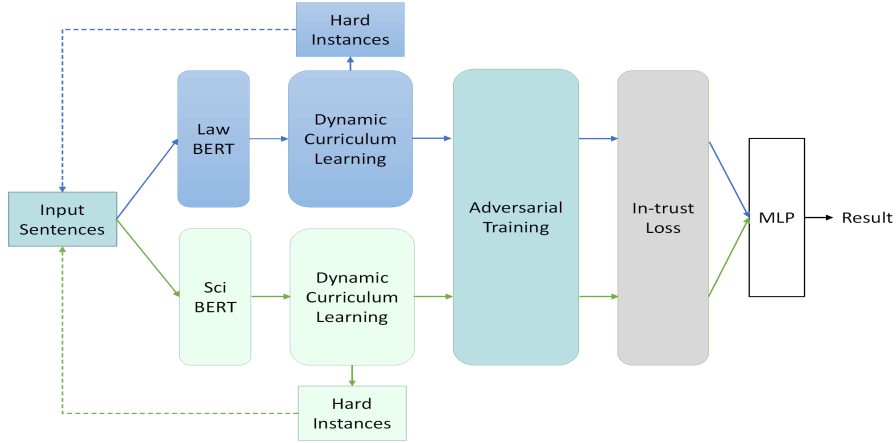 Hard
Instances
Law
BERT
Dynamic
Curriculum
Learning
Input
Sentences
Adversarial
Training
In-trust
Loss
MLP
Result
Sci
BERT
Dynamic
Curriculum
Learning
Hard
Instances